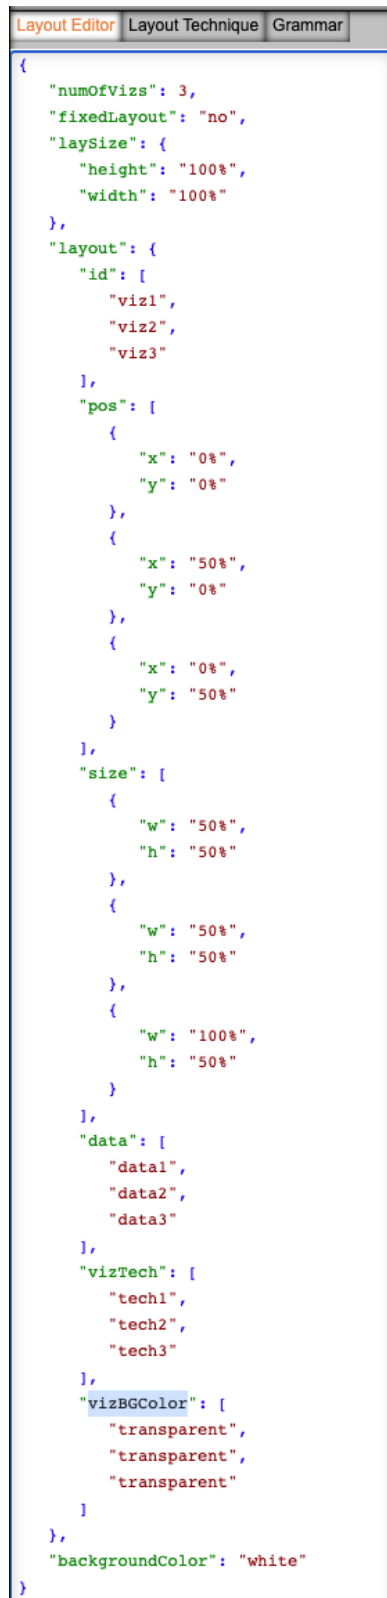 Layout Editor Layout Technique Grammar
{
"numOfVizs": 3,
"fixedLayout": "no",
"laySize": {
"height": "100%",
"width": "100%"
},
"layout": {
"id": [
"viz1",
"viz2",
"viz3"
],
"pos": [
{
"x": "0%",
"y": "0%"
},
{
"x": "50%",
"y": "0%"
},
{
"x": "0%",
"y": "50%"
}
],
"size": [
{
"w": "50%",
"h": "50%"
},
{
"w": "50%",
"h": "50%"
},
{
"w": "100%",
"h": "50%"
}
],
"data": [
"data1",
"data2",
"data3"
],
"vizTech": [
"tech1",
"tech2",
"tech3"
],
"vizBGColor": [
"transparent",
"transparent",
"transparent"
]
},
"backgroundColor": "white"
}